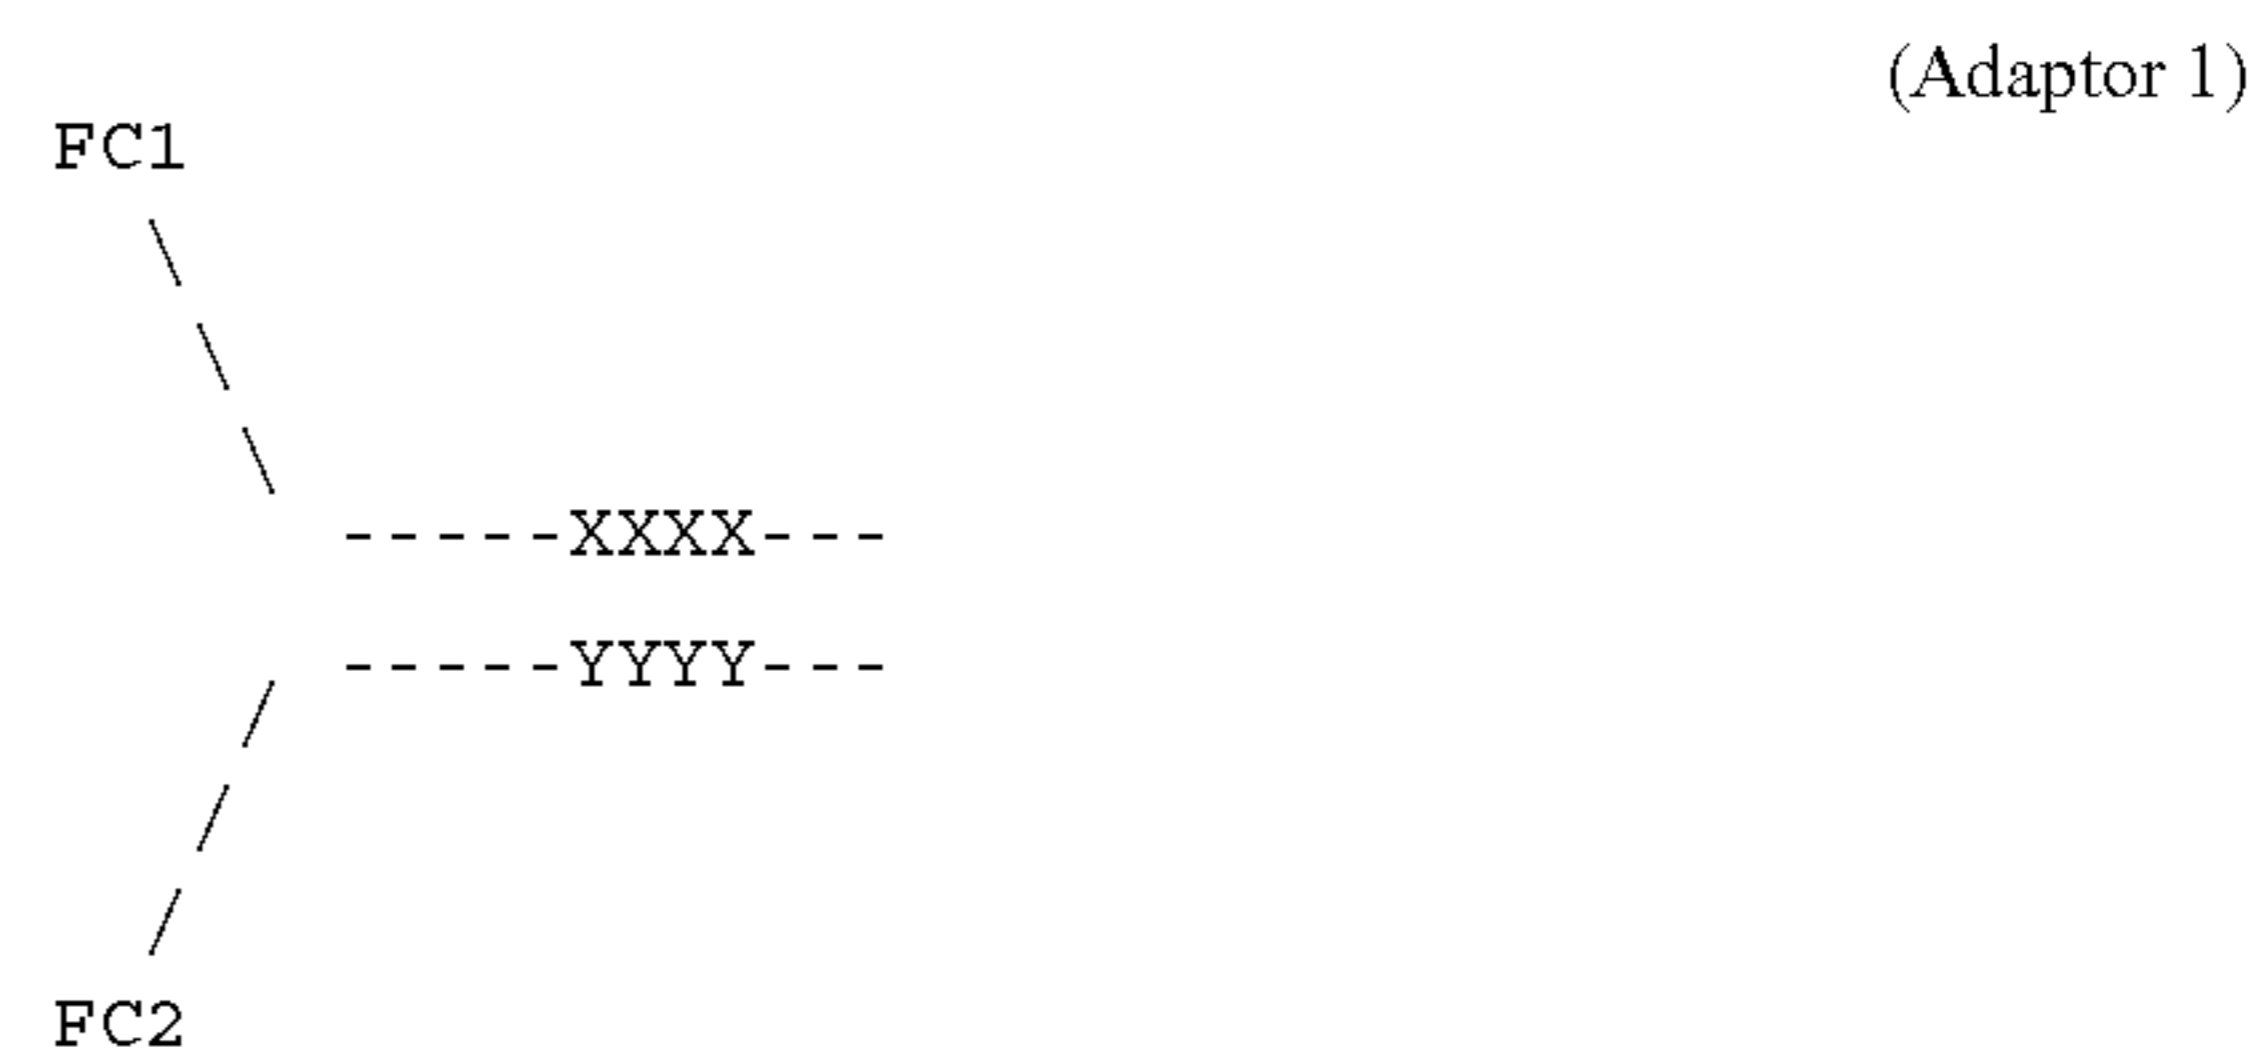 (Adaptor 1)
FC1
\
\
\
-----XXXX---
-----YYYY---
/
/
/
FC2